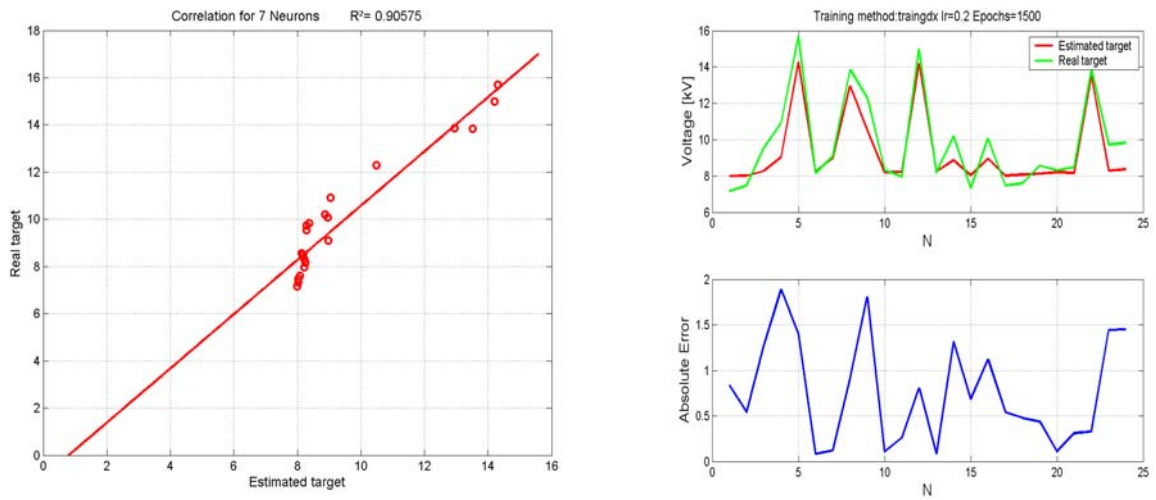 Correlation for 7 Neurons R²= 0.90575
18
16
14
12
10
8
6
4
2
0
Real target
0 2 4 6 8 10 12 14 16
Estimated target
Training method:traingdx lr=0.2 Epochs=1500
Estimated target
Real target
16
14
12
10
8
6
Voltage [kV]
0 5 10 15 20 25
N
2
1.5
1
0.5
0
Absolute Error
0 5 10 15 20 25
N